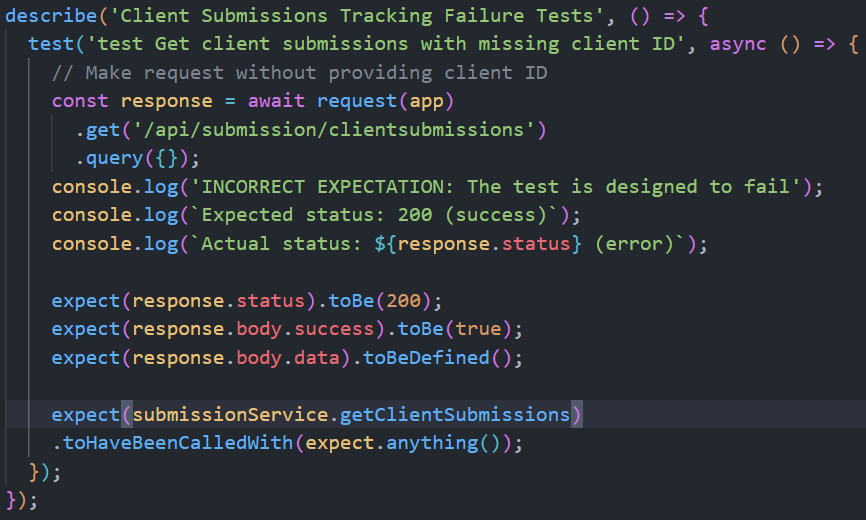 describe('Client Submissions Tracking Failure Tests', () => {
test('test Get client submissions with missing client ID', async () => {
// Make request without providing client ID
const response = await request(app)
.get('/api/submission/clientsubmissions')
.query({});
console.log('INCORRECT EXPECTATION: The test is designed to fail');
console.log(`Expected status: 200 (success)`);
console.log(`Actual status: ${response.status} (error)`);
expect(response.status).toBe(200);
expect(response.body.success).toBe(true);
expect(response.body.data).toBeDefined();
expect(submissionService.getClientSubmissions)
.toHaveBeenCalledWith(expect.anything());
});
});